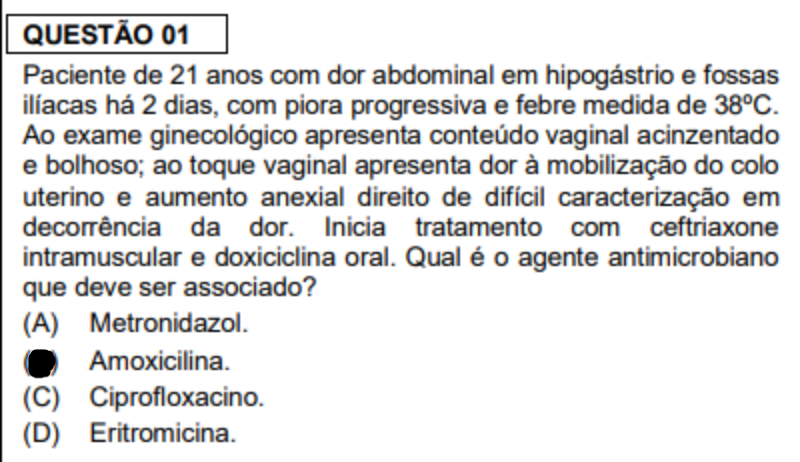 QUESTÃO 01
Paciente de 21 anos com dor abdominal em hipogástrio e fossas
ilíacas há 2 dias, com piora progressiva e febre medida de 38ºC.
Ao exame ginecológico apresenta conteúdo vaginal acinzentado
e bolhoso; ao toque vaginal apresenta dor à mobilização do colo
uterino e aumento anexial direito de difícil caracterização em
decorrência da dor. Inicia tratamento com ceftriaxone
intramuscular e doxiciclina oral. Qual é o agente antimicrobiano
que deve ser associado?
(A) Metronidazol.
( ) Amoxicilina.
(C) Ciprofloxacino.
(D) Eritromicina.